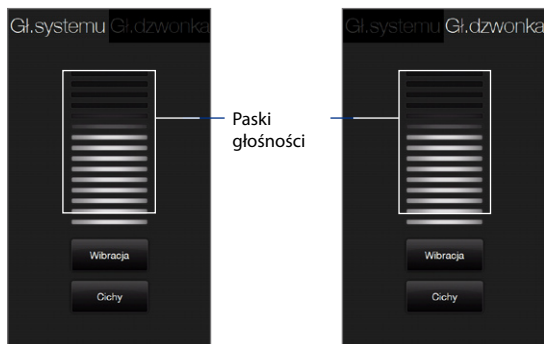 Gł.systemu Gł.dzwonka
Gł.systemu Gł.dzwonka
Paski
głośności
Wibracja
Cichy
Wibracja
Cichy